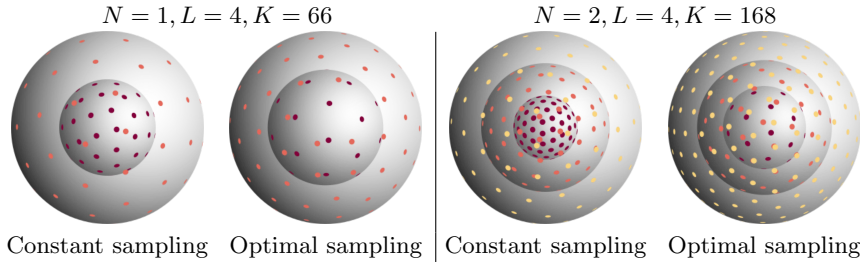 N = 1, L = 4, K = 66
N = 2, L = 4, K = 168
Constant sampling
Optimal sampling
Constant sampling
Optimal sampling